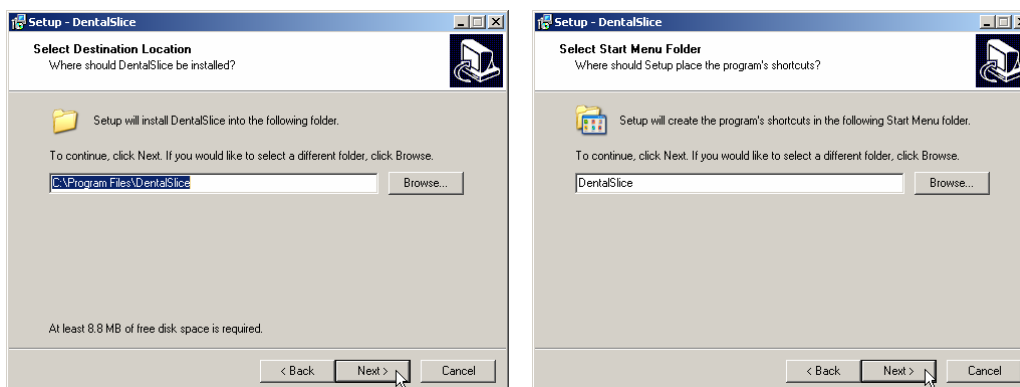 Setup - DentalSlice
Select Destination Location
Where should DentalSlice be installed?
Setup will install DentalSlice into the following folder.
To continue, click Next. If you would like to select a different folder, click Browse.
C:\Program Files\DentalSlice
Browse...
At least 8.8 MB of free disk space is required.
< Back
Next >
Cancel
Setup - DentalSlice
Select Start Menu Folder
Where should Setup place the program's shortcuts?
Setup will create the program's shortcuts in the following Start Menu folder.
To continue, click Next. If you would like to select a different folder, click Browse.
DentalSlice
Browse...
< Back
Next >
Cancel